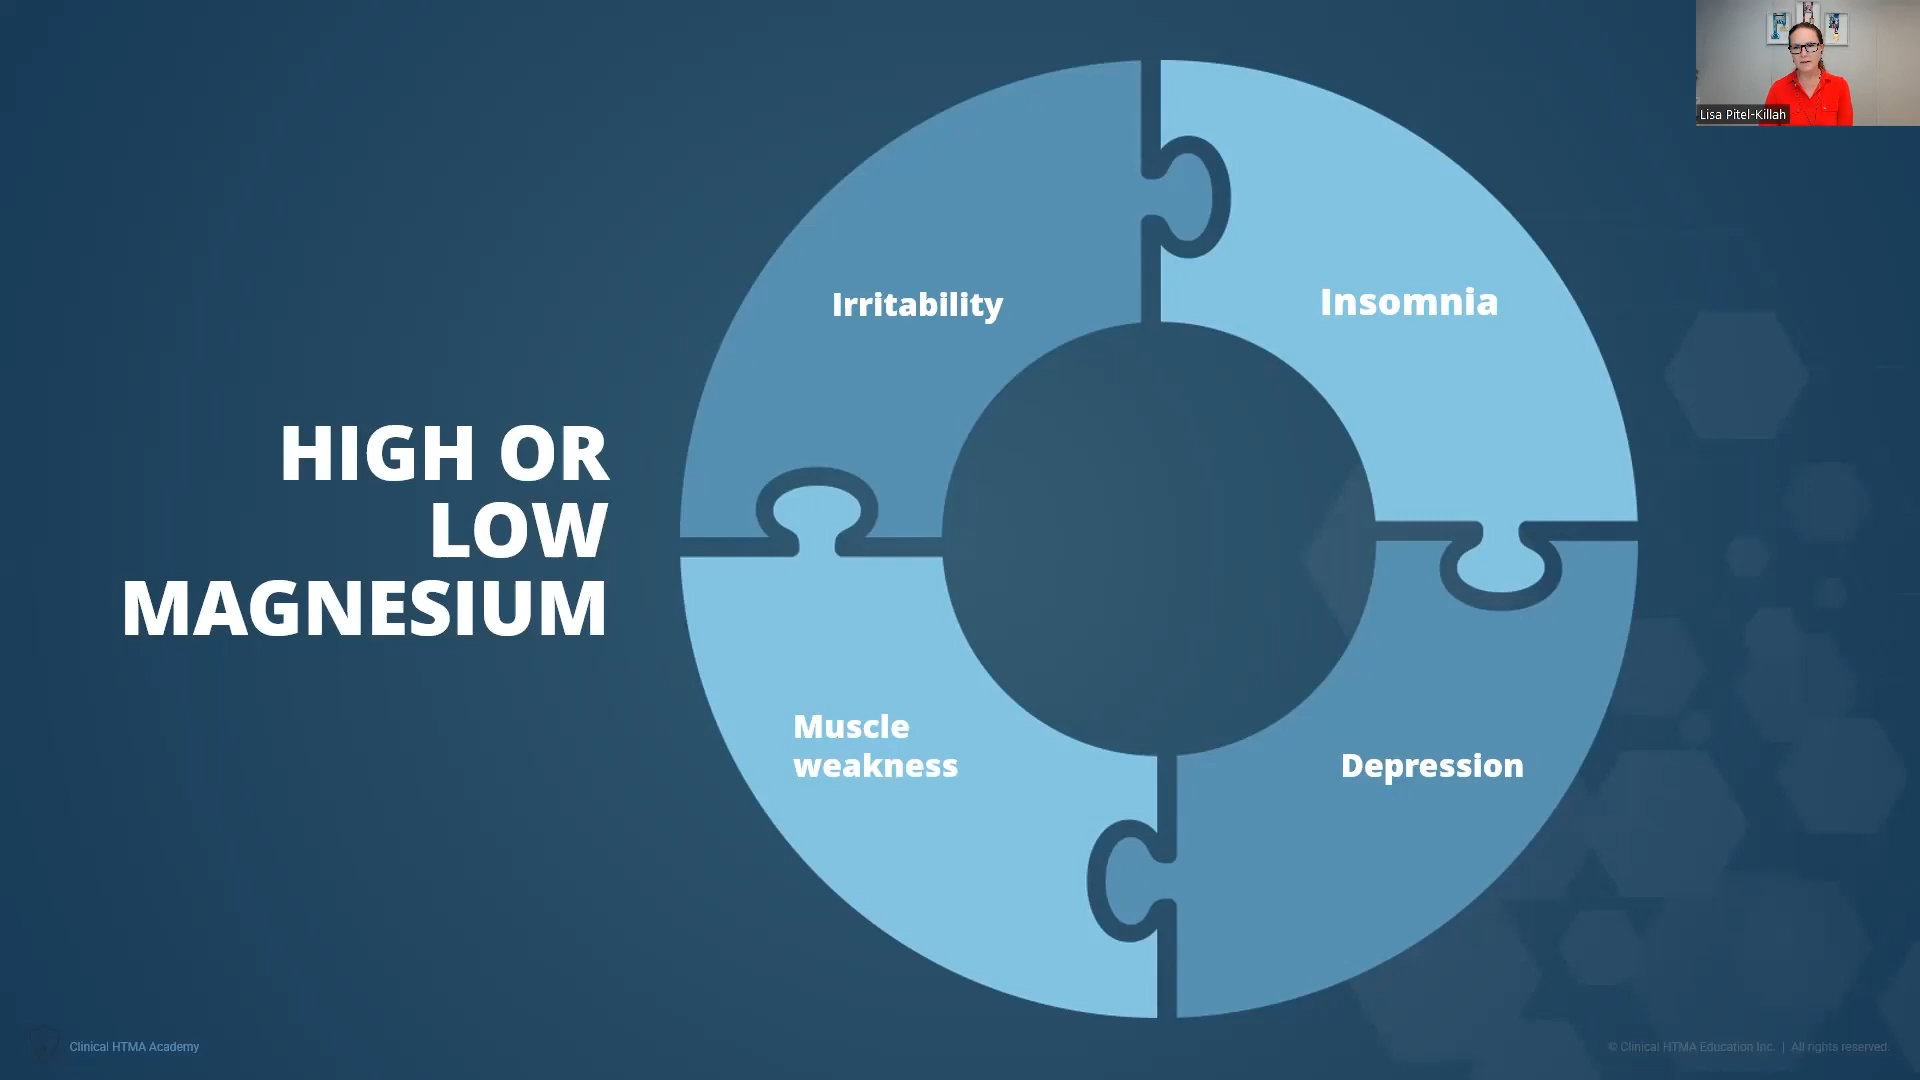 Lisa Pitel-Killah
HIGH OR
LOW
MAGNESIUM
Irritability
Insomnia
Muscle
weakness
Depression
Clinical HTMA Academy
© Clinical HTMA Education Inc. | All rights reserved.